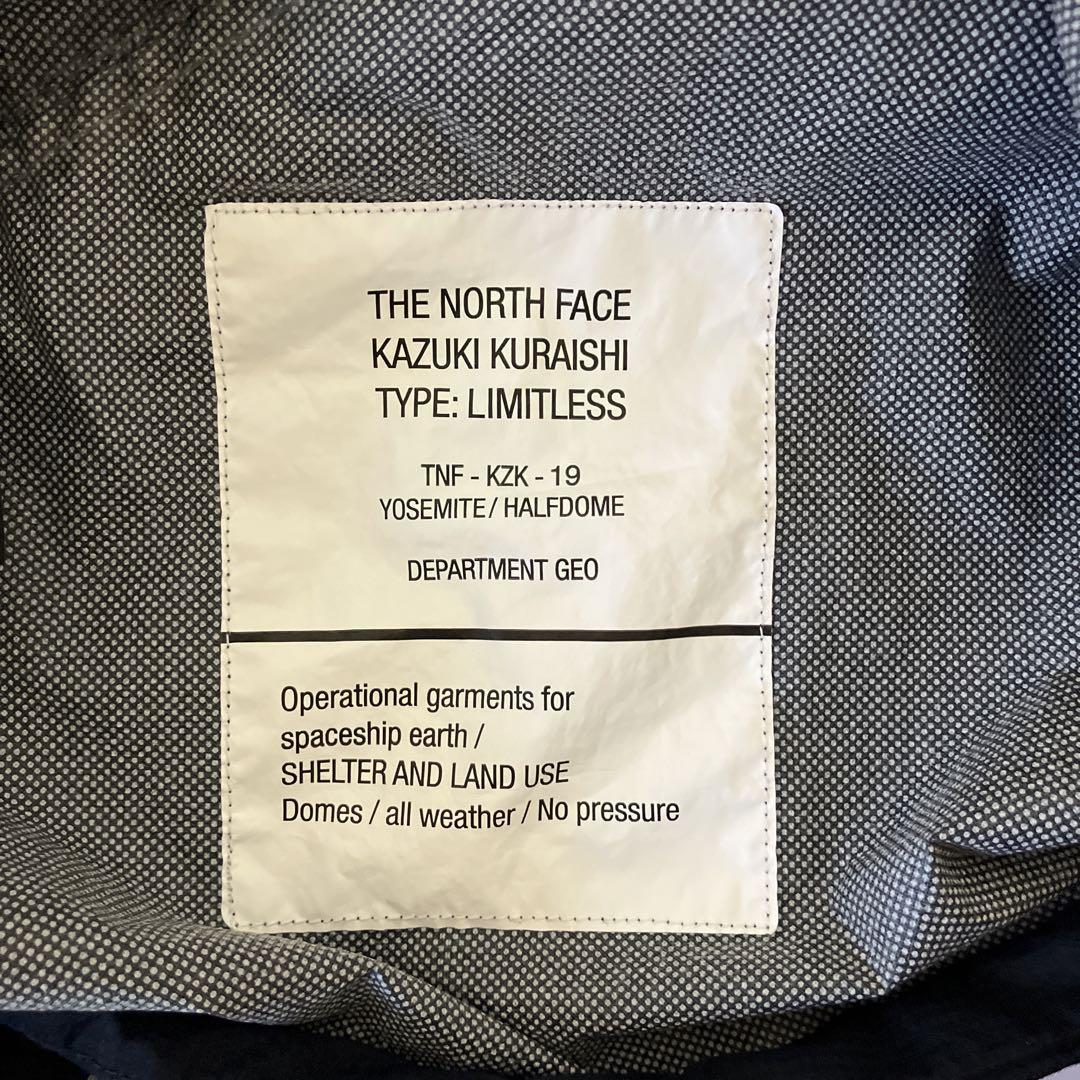 THE NORTH FACE
KAZUKI KURAISHI
TYPE: LIMITLESS
TNF - KZK - 19
YOSEMITE / HALFDOME
DEPARTMENT GEO
Operational garments for
spaceship earth /
SHELTER AND LAND USE
Domes / all weather / No pressure